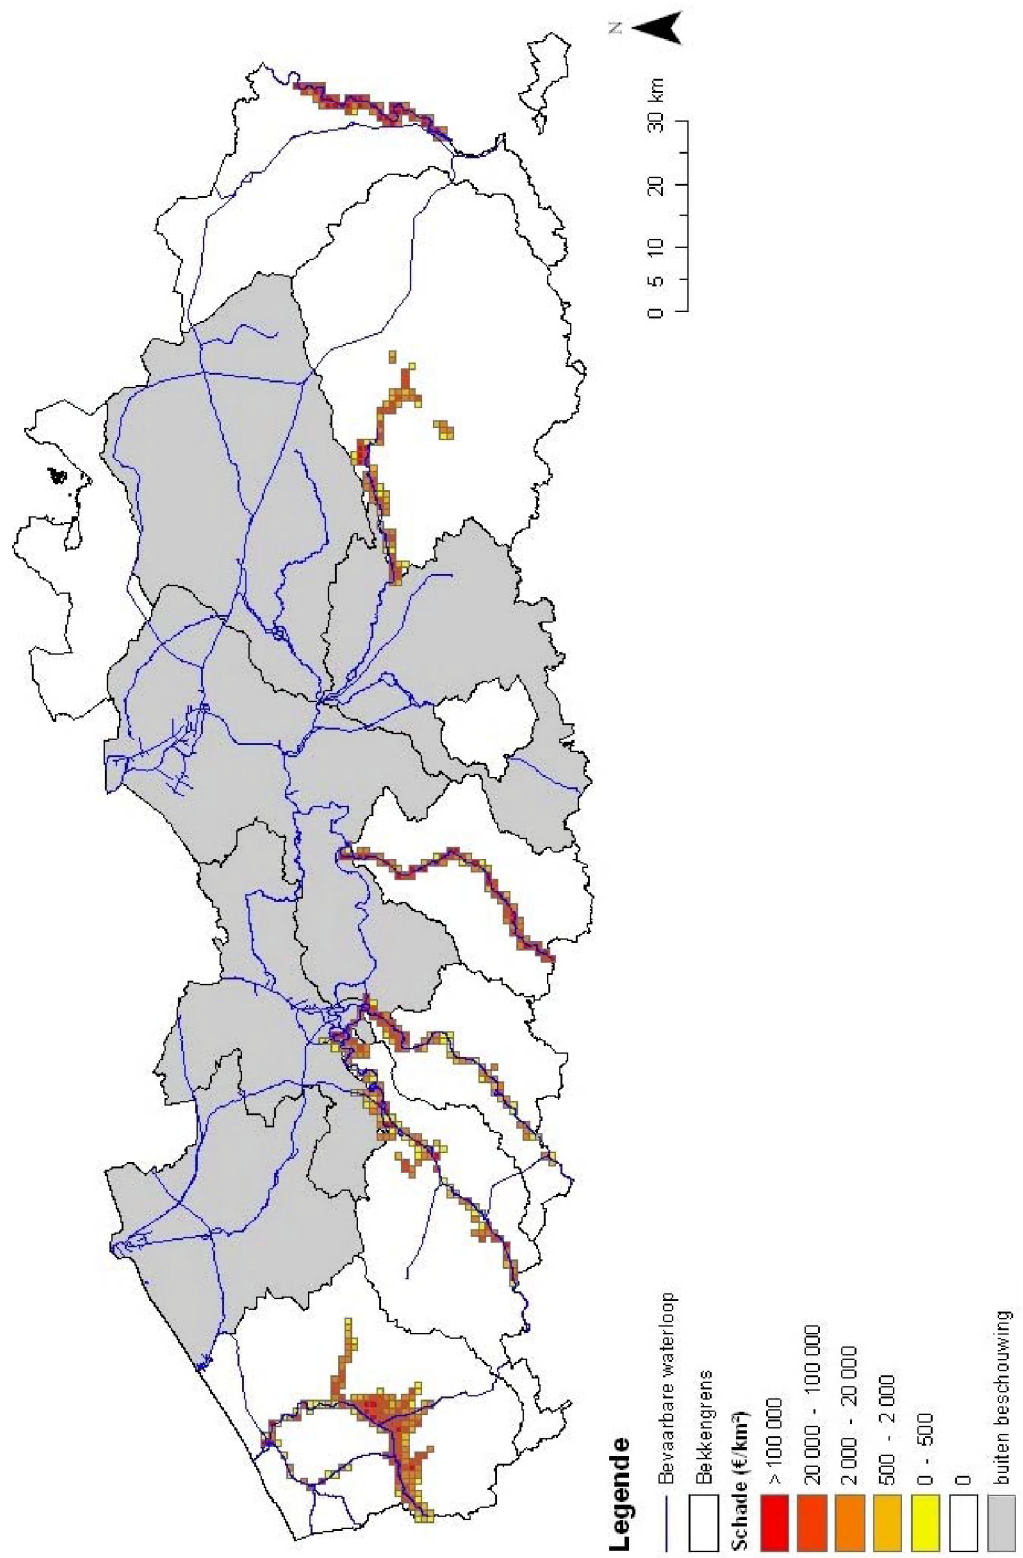 Legende
Bevaarbare waterloop
Bekkengrens
Schade (€/km²)
> 100 000
20 000 - 100 000
2 000 - 20 000
500 - 2 000
0 - 500
0
buiten beschouwing
0 5 10 20 30 km
N